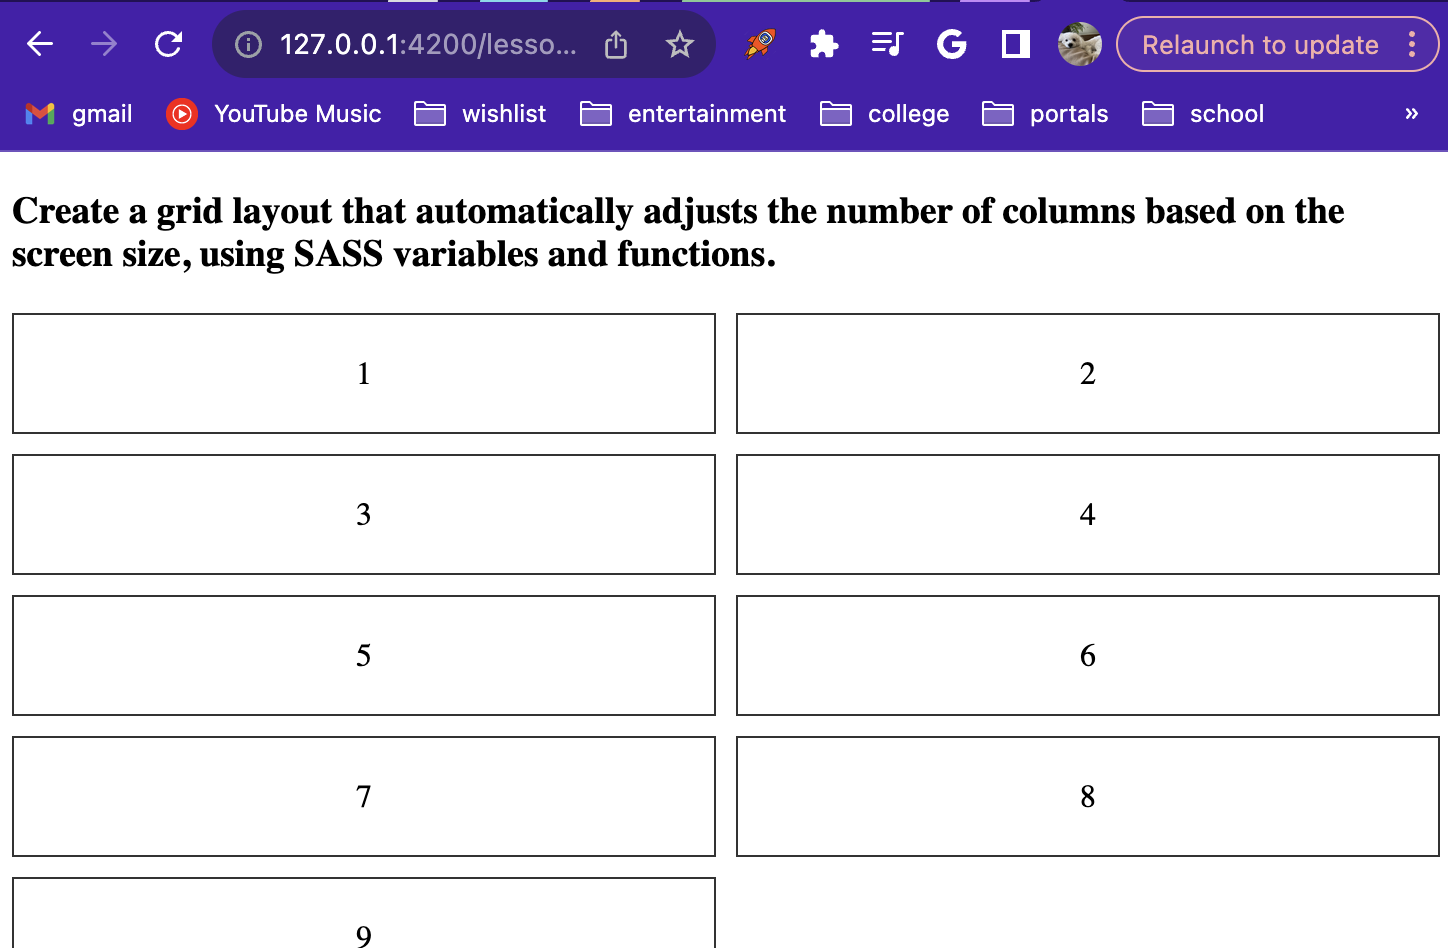 127.0.0.1:4200/lesso... Relaunch to update
gmail YouTube Music wishlist entertainment college portals school »
Create a grid layout that automatically adjusts the number of columns based on the
screen size, using SASS variables and functions.
1 2
3 4
5 6
7 8
9